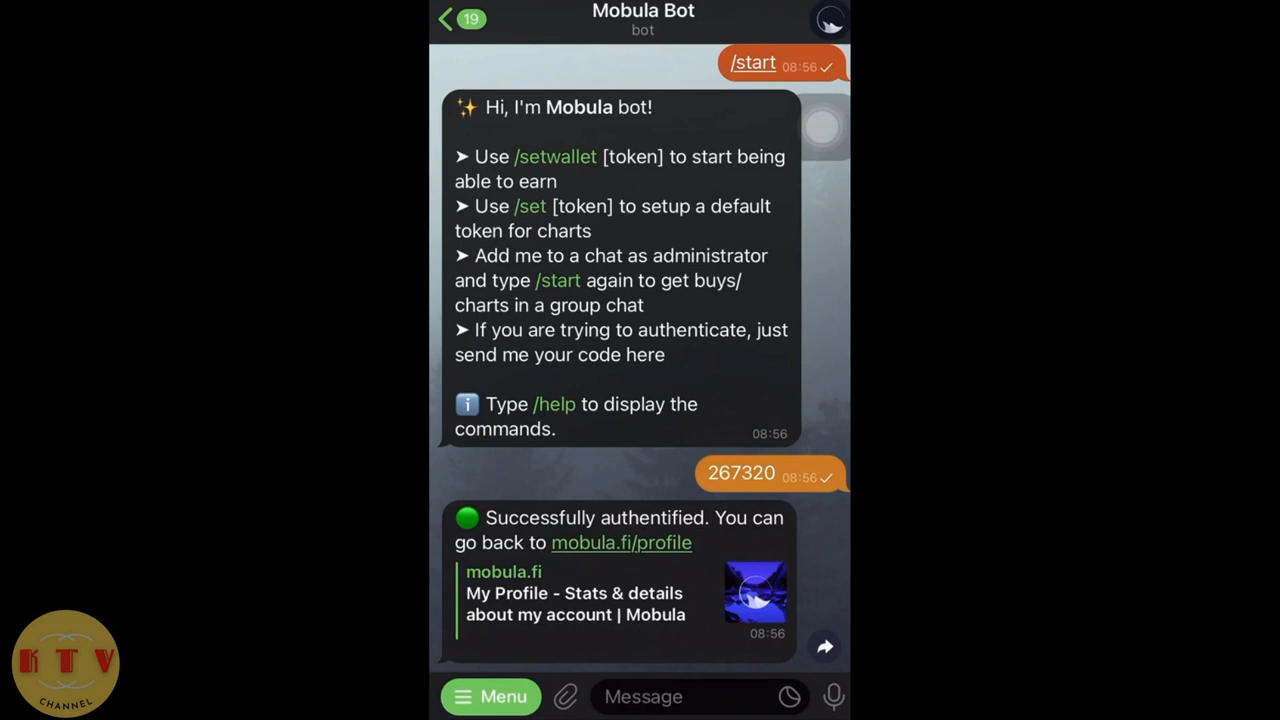 19
Mobula Bot
bot
/start 08:56
✨ Hi, I'm Mobula bot!
➤ Use /setwallet [token] to start being
able to earn
➤ Use /set [token] to setup a default
token for charts
➤ Add me to a chat as administrator
and type /start again to get buys/
charts in a group chat
➤ If you are trying to authenticate, just
send me your code here
ℹ️ Type /help to display the
commands.
08:56
267320 08:56
🟢 Successfully authentified. You can
go back to mobula.fi/profile
mobula.fi
My Profile - Stats & details
about my account | Mobula
08:56
Menu
Message
KTV
CHANNEL